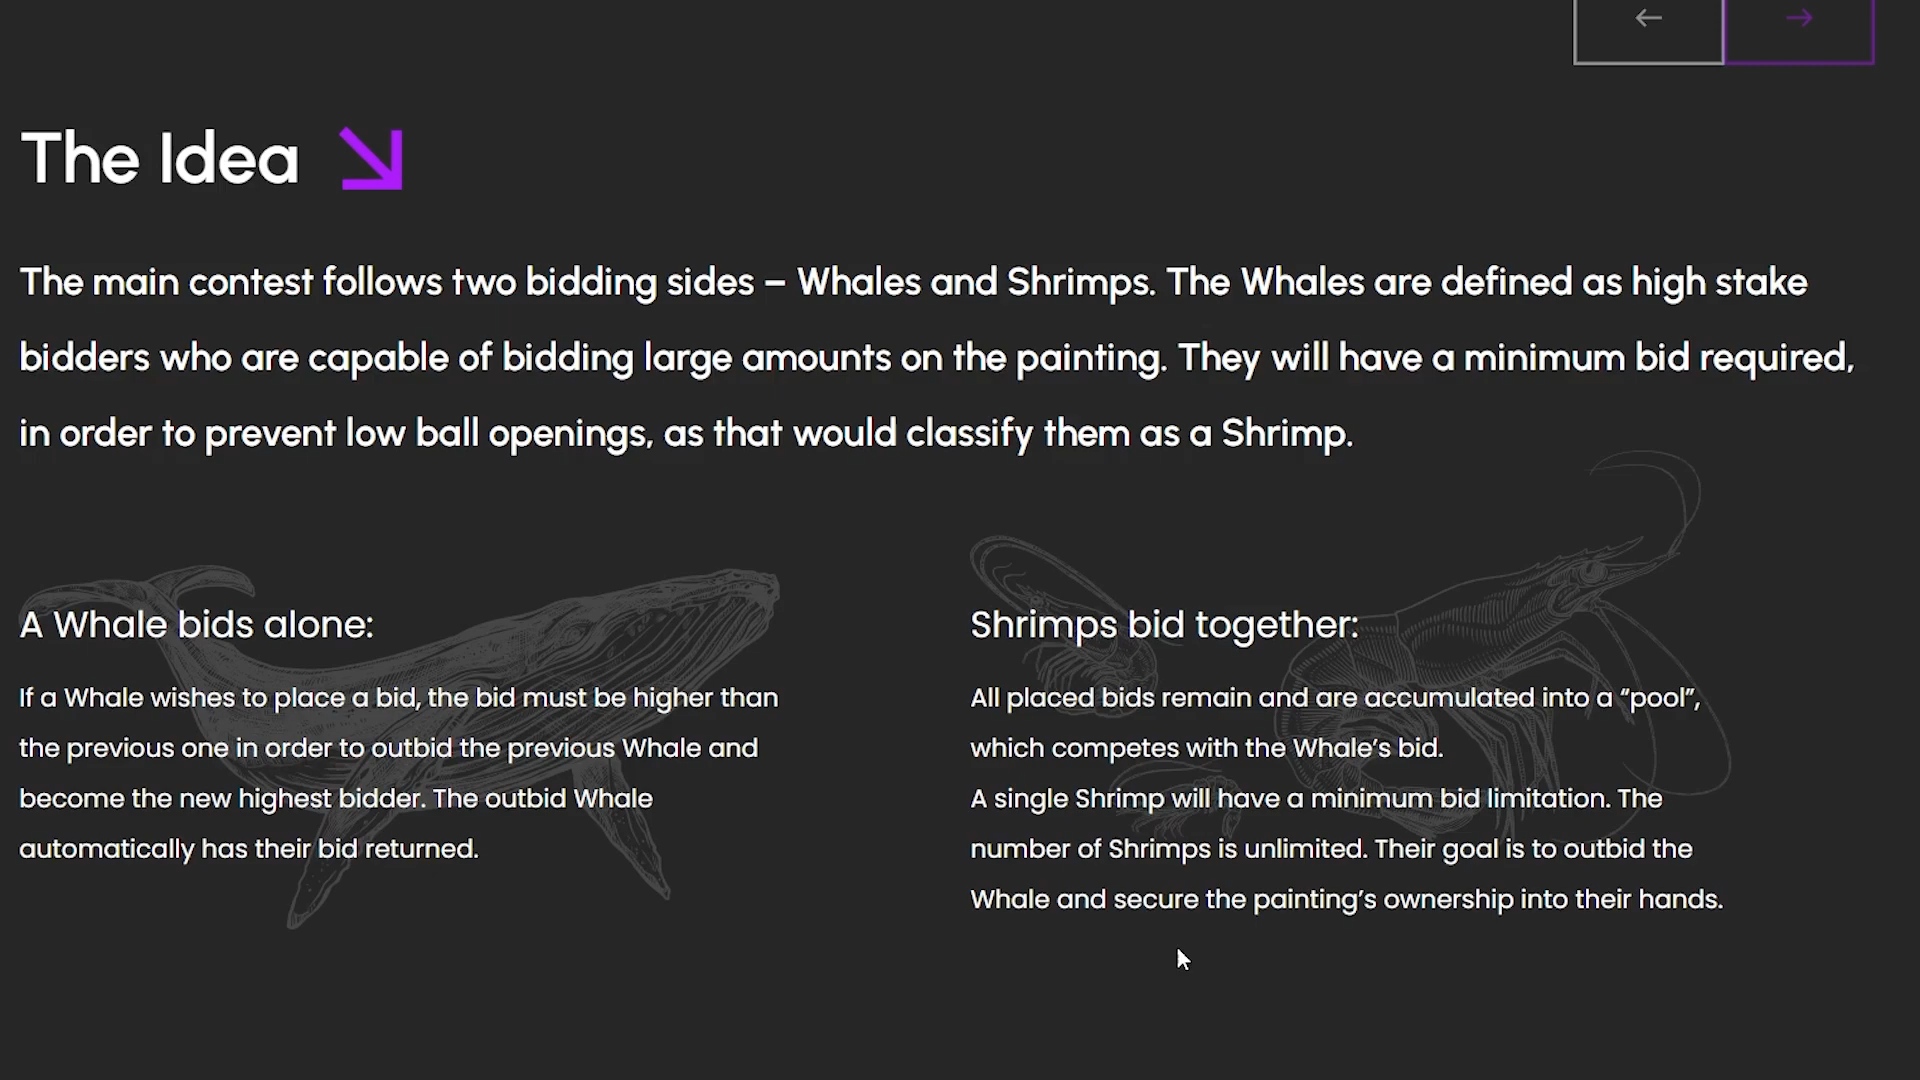 The Idea
The main contest follows two bidding sides – Whales and Shrimps. The Whales are defined as high stake
bidders who are capable of bidding large amounts on the painting. They will have a minimum bid required,
in order to prevent low ball openings, as that would classify them as a Shrimp.
A Whale bids alone:
If a Whale wishes to place a bid, the bid must be higher than
the previous one in order to outbid the previous Whale and
become the new highest bidder. The outbid Whale
automatically has their bid returned.
Shrimps bid together:
All placed bids remain and are accumulated into a “pool”,
which competes with the Whale’s bid.
A single Shrimp will have a minimum bid limitation. The
number of Shrimps is unlimited. Their goal is to outbid the
Whale and secure the painting’s ownership into their hands.